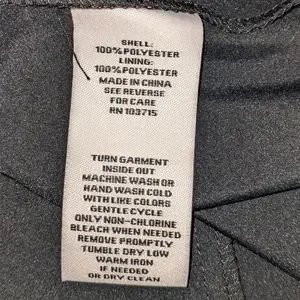 SHELL:
100% POLYESTER
LINING:
100% POLYESTER
MADE IN CHINA
SEE REVERSE
FOR CARE
RN 103715
TURN GARMENT
INSIDE OUT
MACHINE WASH OR
HAND WASH COLD
WITH LIKE COLORS
GENTLE CYCLE
ONLY NON-CHLORINE
BLEACH WHEN NEEDED
REMOVE PROMPTLY
TUMBLE DRY LOW
WARM IRON
IF NEEDED
OR DRY CLEAN